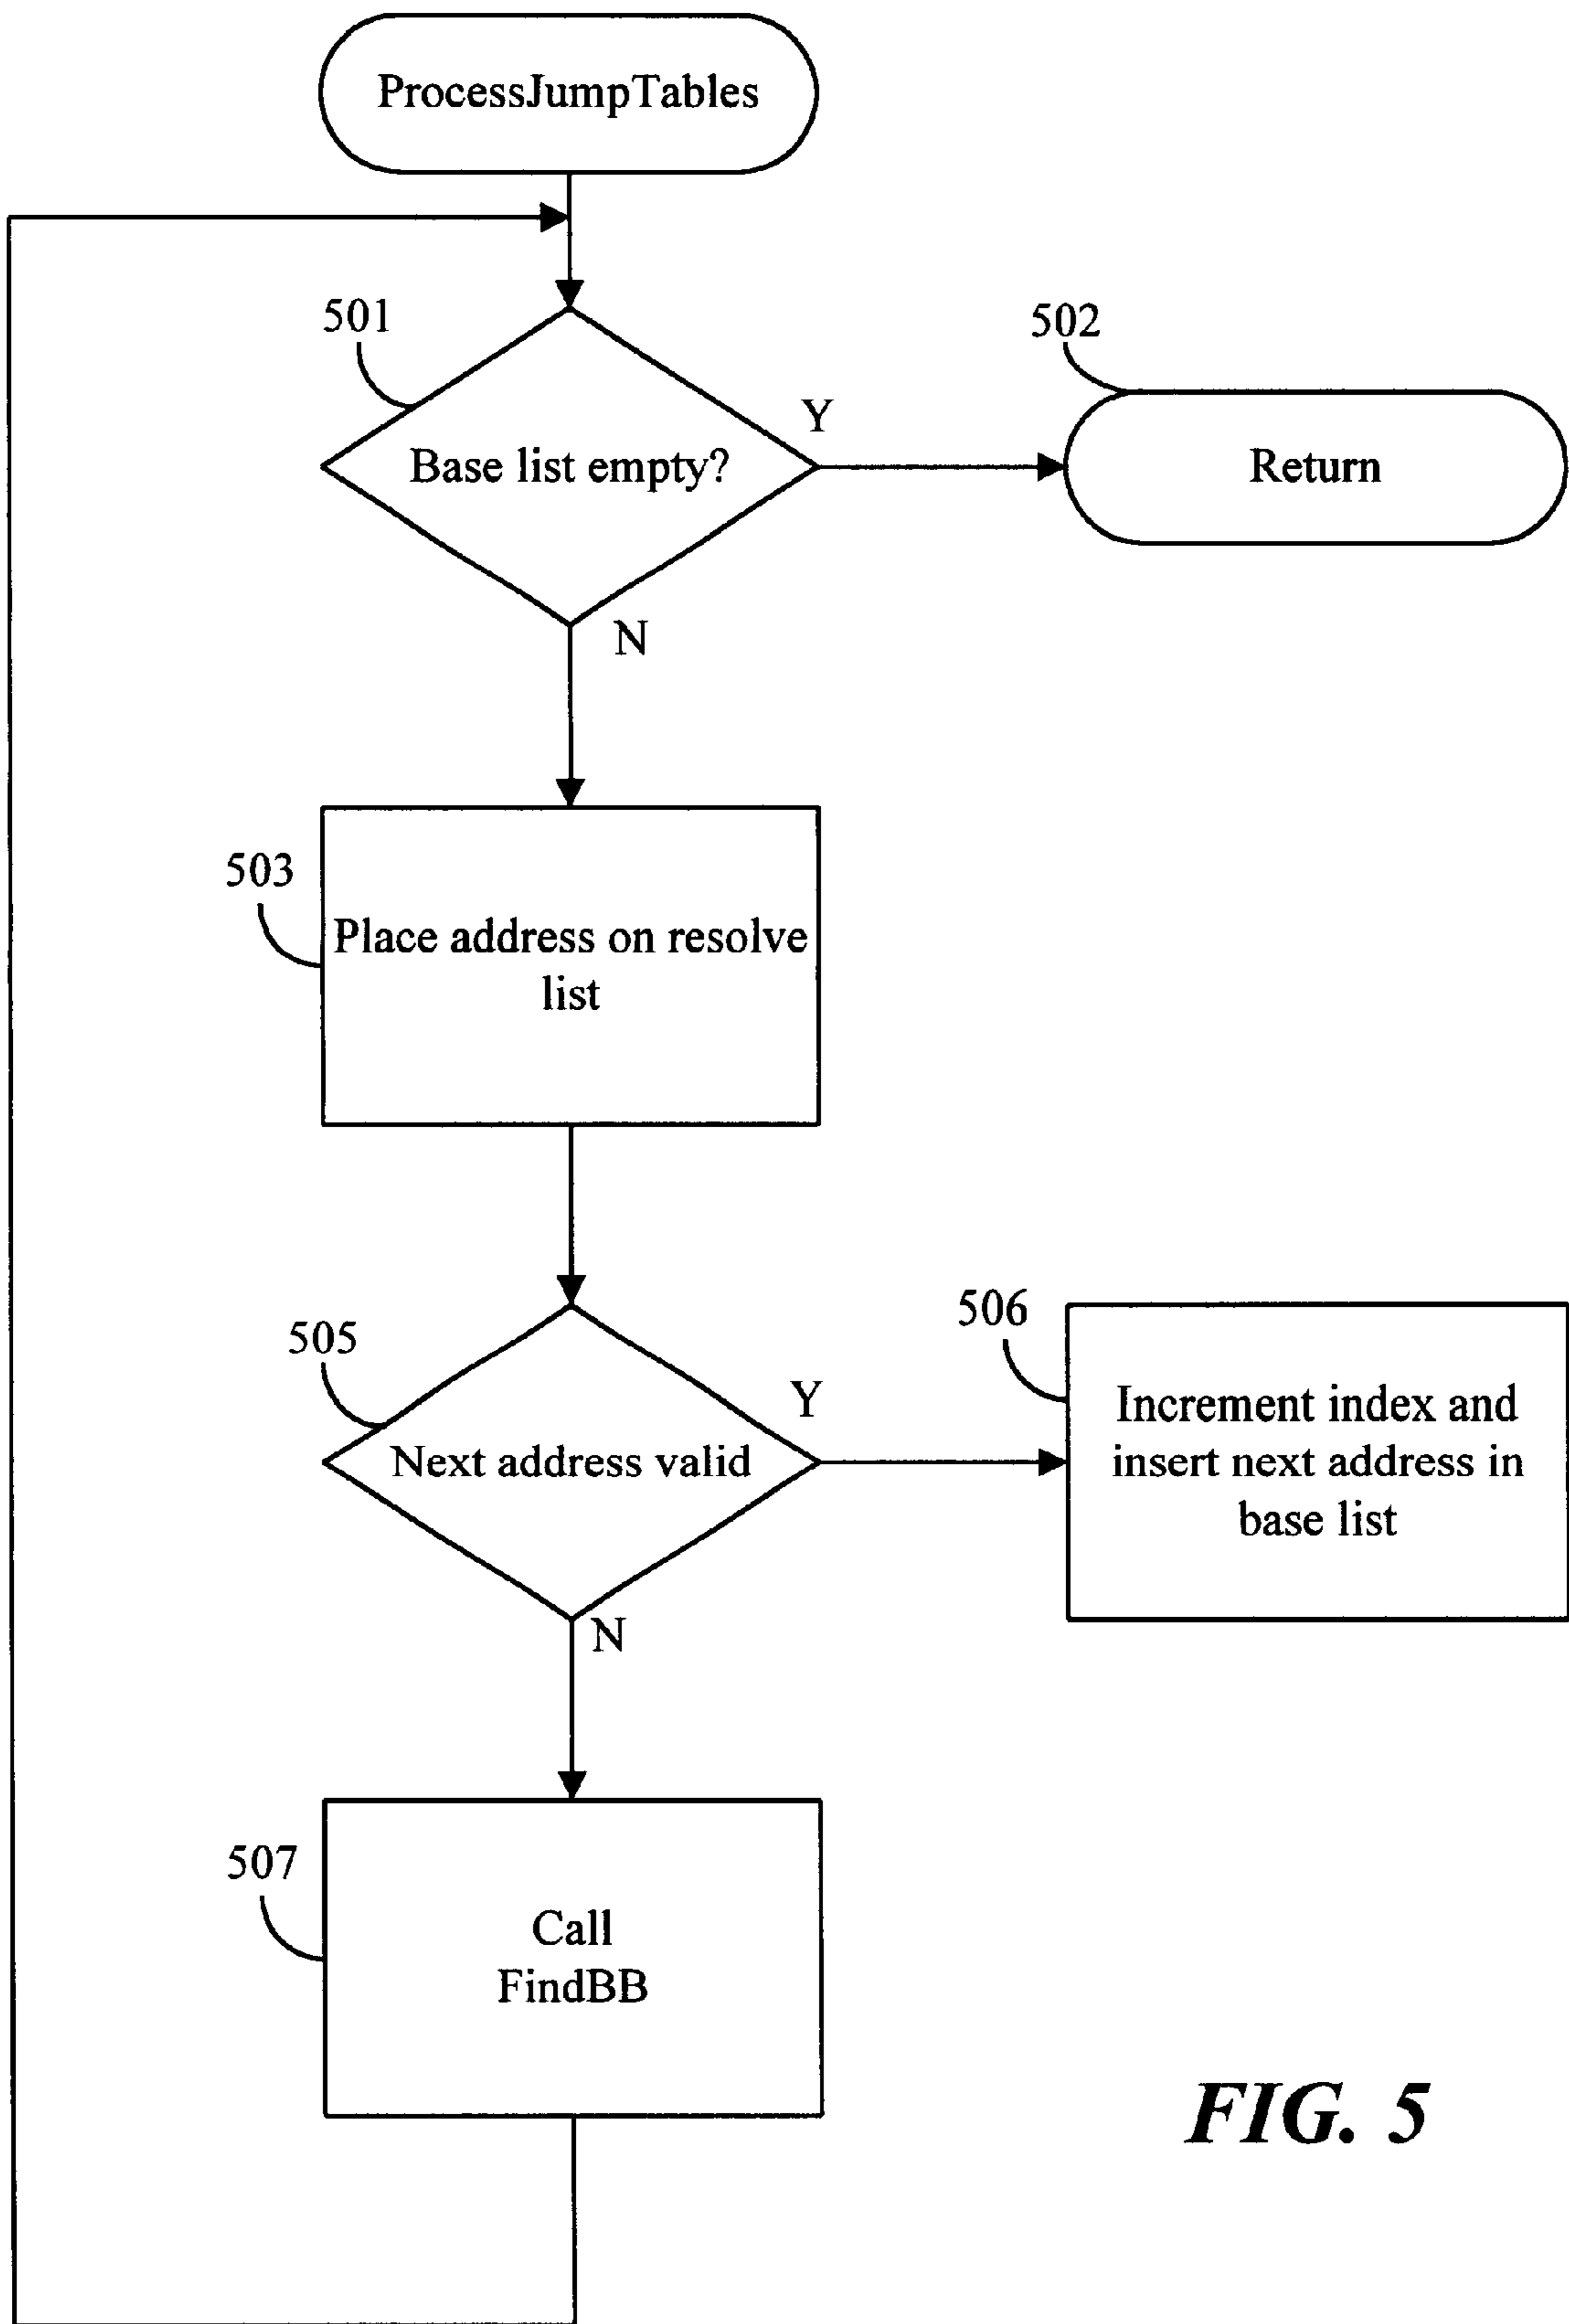 ProcessJumpTables
501
502
Y
Base list empty?
Return
N
503
Place address on resolve
list
505
506
Y
Next address valid
Increment index and
insert next address in
base list
N
507
Call
FindBB
FIG. 5